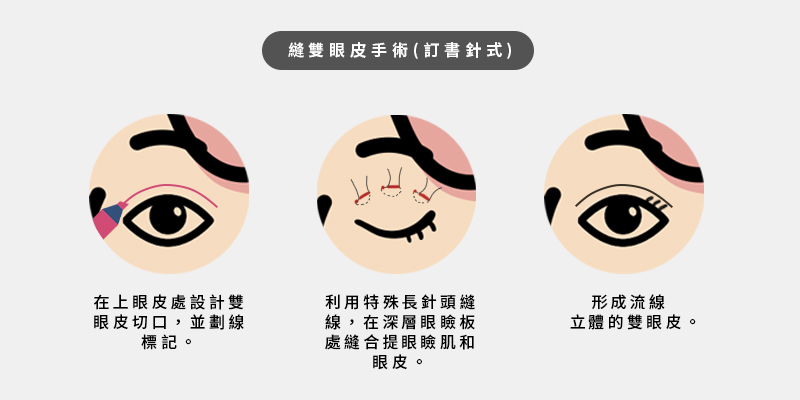 縫雙眼皮手術(訂書針式)
在上眼皮處設計雙
眼皮切口，並劃線
標記。
利用特殊長針頭縫
線，在深層眼瞼板
處縫合提眼瞼肌和
眼皮。
形成流線
立體的雙眼皮。